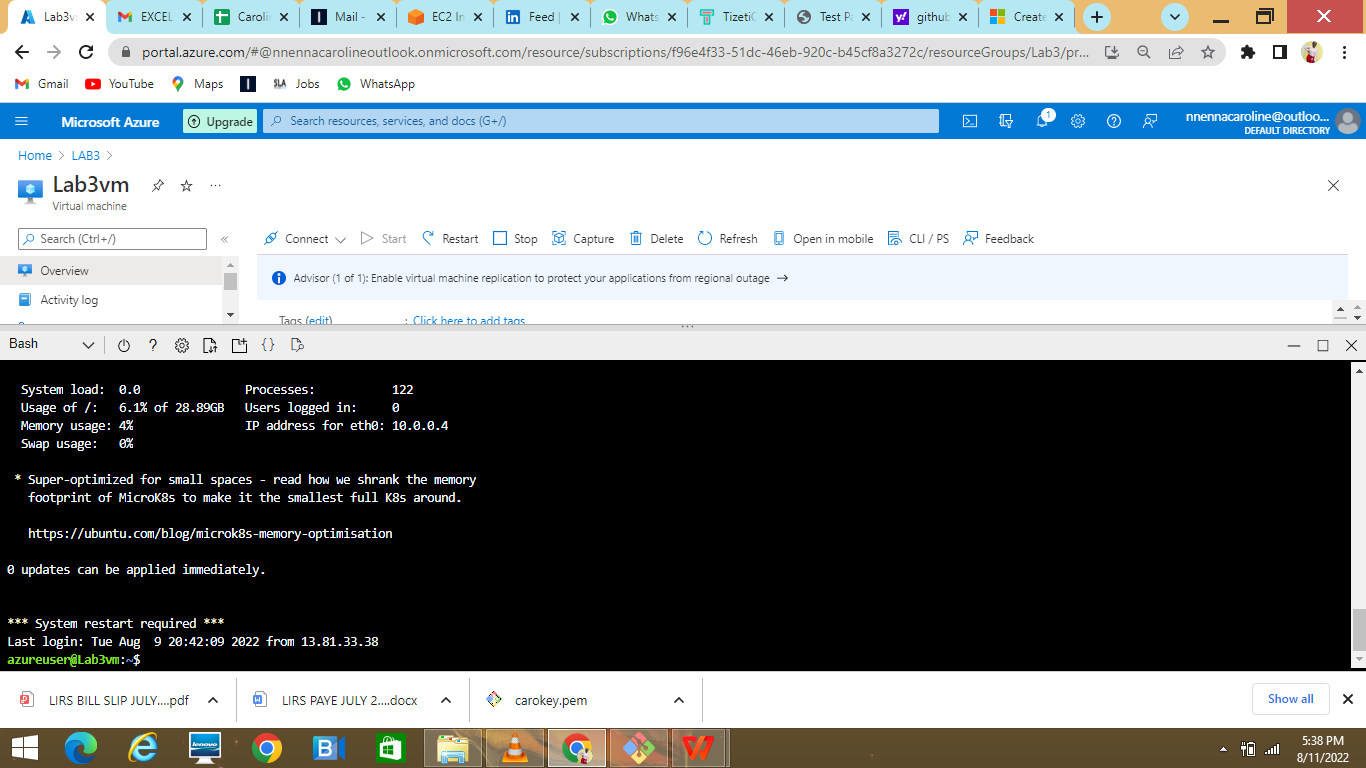 Lab3v
EXCEL
Carolin
Mail -
EC2 In
Feed |
Whats
TizetiC
Test Pa
github
Create
portal.azure.com/#@nnennacarolineoutlook.onmicrosoft.com/resource/subscriptions/f96e4f33-51dc-46eb-920c-b45cf8a3272c/resourceGroups/Lab3/pr...
Gmail
YouTube
Maps
SLA Jobs
WhatsApp
Microsoft Azure
Upgrade
Search resources, services, and docs (G+/)
1
nnennacaroline@outloo...
DEFAULT DIRECTORY
Home > LAB3 >
Lab3vm
Virtual machine
Search (Ctrl+/)
Connect
Start
Restart
Stop
Capture
Delete
Refresh
Open in mobile
CLI / PS
Feedback
Overview
Advisor (1 of 1): Enable virtual machine replication to protect your applications from regional outage →
Activity log
Tags (edit) : Click here to add tags
Bash
System load: 0.0 Processes: 122
Usage of /: 6.1% of 28.89GB Users logged in: 0
Memory usage: 4% IP address for eth0: 10.0.0.4
Swap usage: 0%
* Super-optimized for small spaces - read how we shrank the memory
footprint of MicroK8s to make it the smallest full K8s around.
https://ubuntu.com/blog/microk8s-memory-optimisation
0 updates can be applied immediately.
*** System restart required ***
Last login: Tue Aug  9 20:42:09 2022 from 13.81.33.38
azureuser@Lab3vm:~$
LIRS BILL SLIP JULY....pdf
LIRS PAYE JULY 2....docx
carokey.pem
Show all
lenovo
5:38 PM
8/11/2022